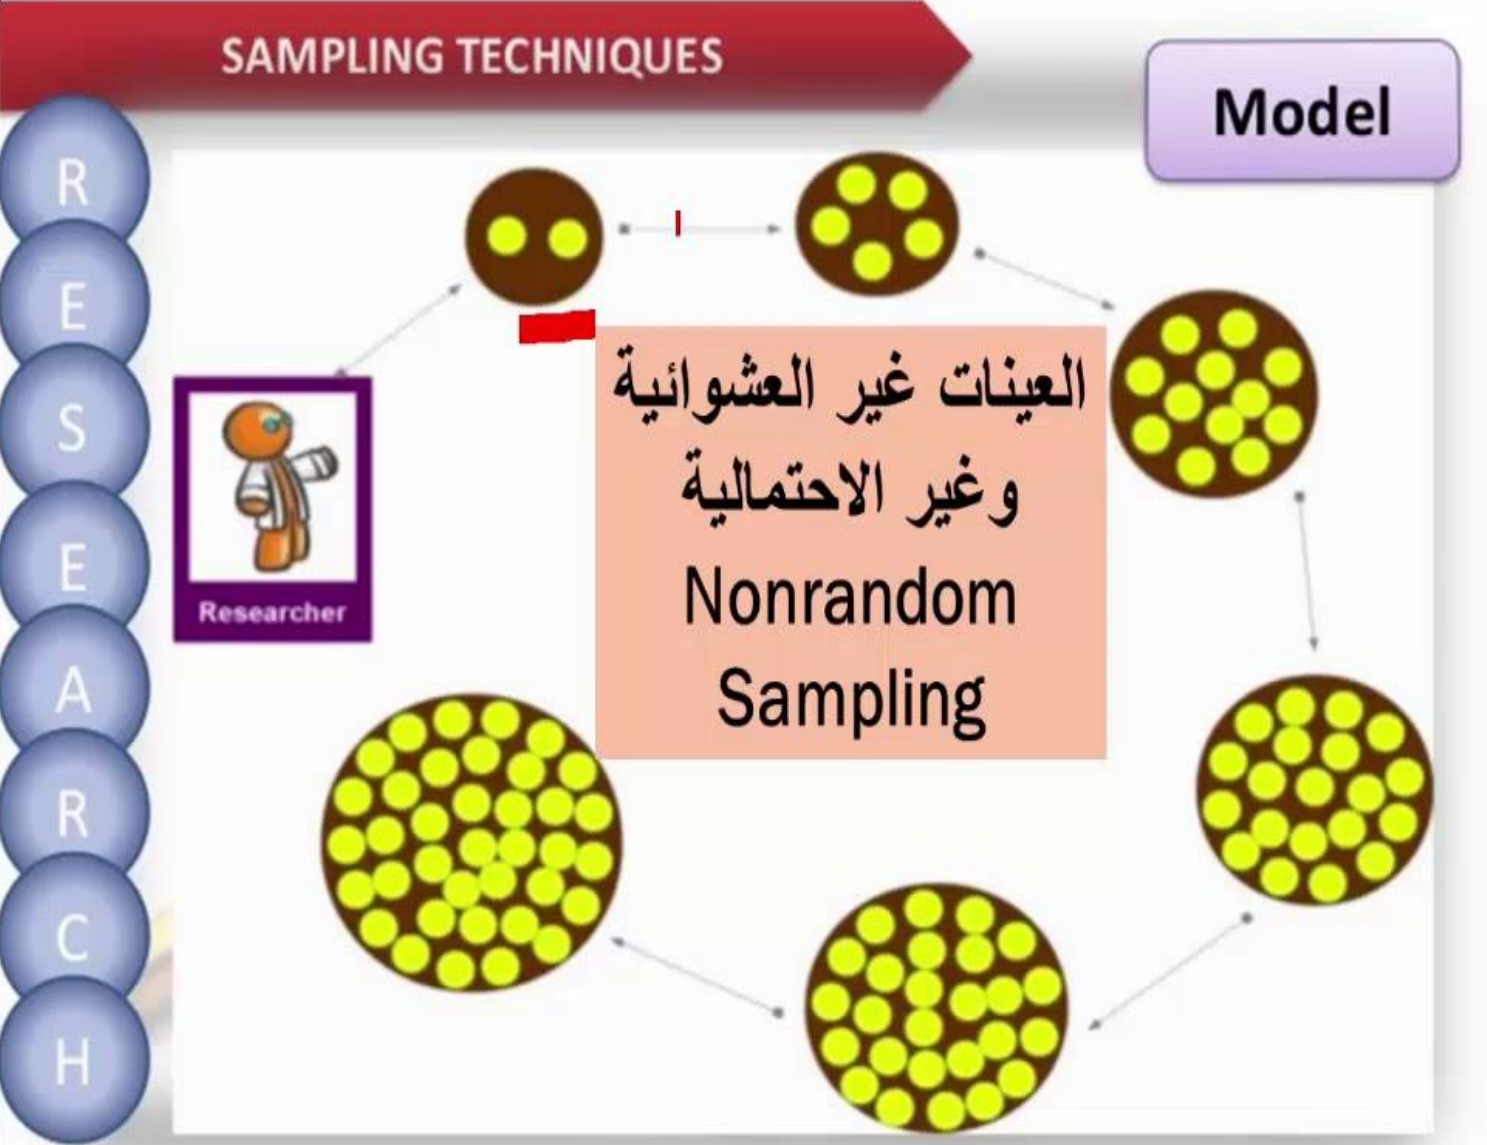 SAMPLING TECHNIQUES
Model
R
E
S
E
A
R
C
H
Researcher
العينات غير العشوائية
وغير الاحتمالية
Nonrandom
Sampling